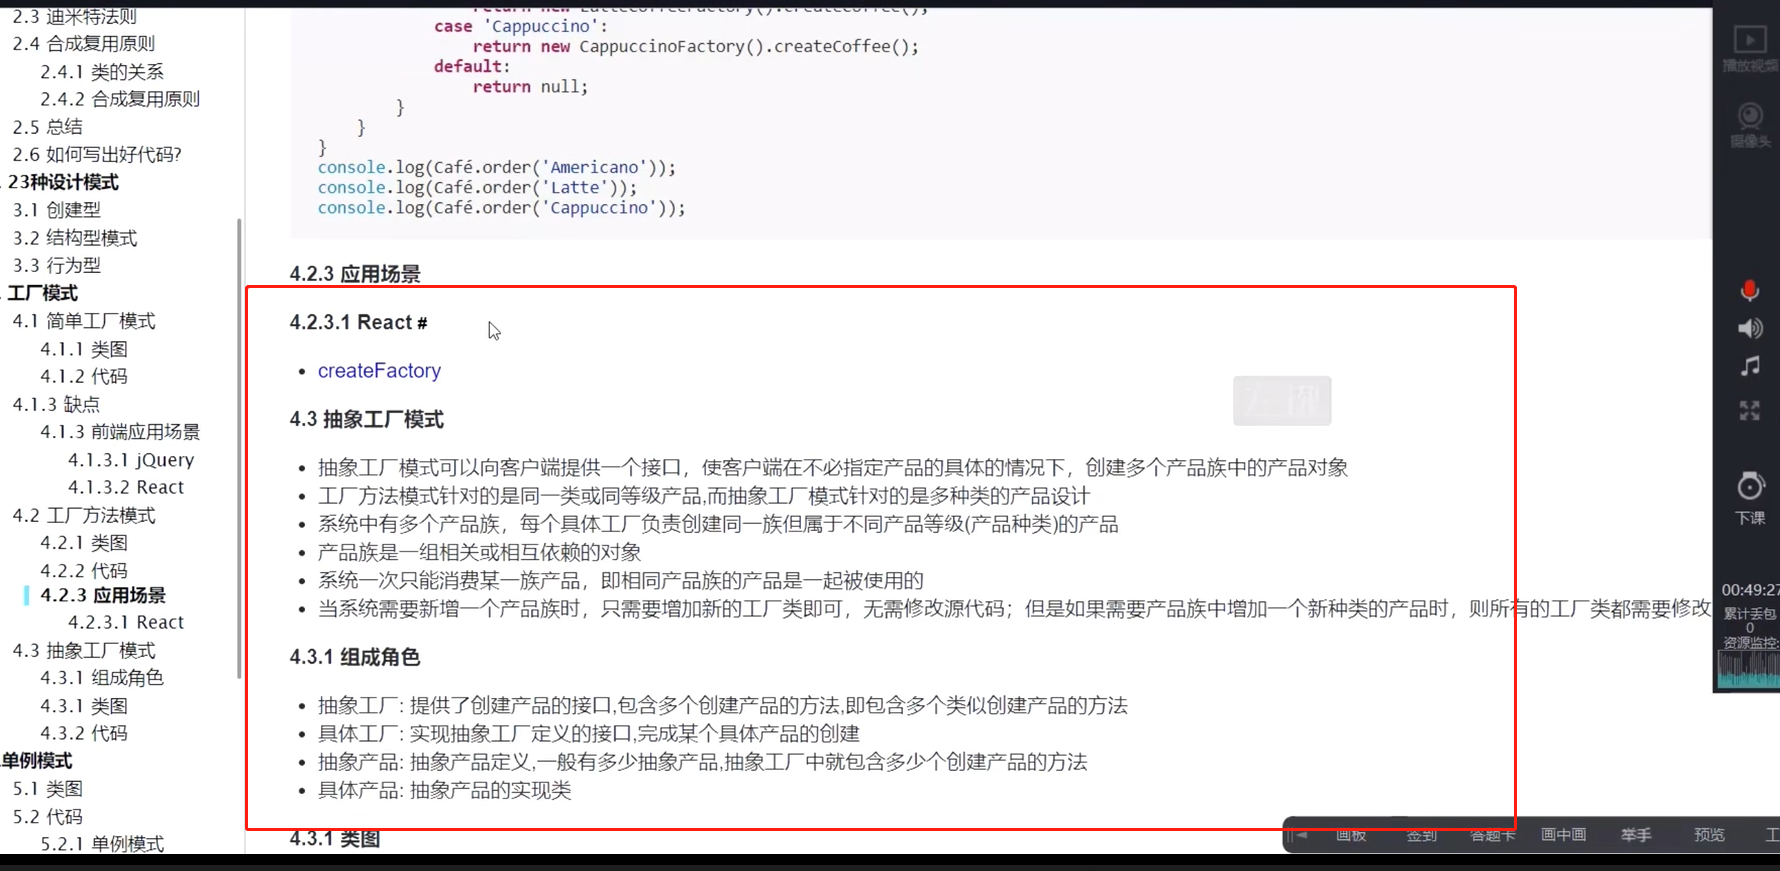 2.3 迪米特法则
2.4 合成复用原则
2.4.1 类的关系
2.4.2 合成复用原则
2.5 总结
2.6 如何写出好代码?
23种设计模式
3.1 创建型
3.2 结构型模式
3.3 行为型
工厂模式
4.1 简单工厂模式
4.1.1 类图
4.1.2 代码
4.1.3 缺点
4.1.3 前端应用场景
4.1.3.1 jQuery
4.1.3.2 React
4.2 工厂方法模式
4.2.1 类图
4.2.2 代码
4.2.3 应用场景
4.2.3.1 React
4.3 抽象工厂模式
4.3.1 组成角色
4.3.1 类图
4.3.2 代码
单例模式
5.1 类图
5.2 代码
5.2.1 单例模式
return new LatteCoffeeFactory().createCoffee();
case 'Cappuccino':
return new CappuccinoFactory().createCoffee();
default:
return null;
}
}
}
console.log(Café.order('Americano'));
console.log(Café.order('Latte'));
console.log(Café.order('Cappuccino'));
4.2.3 应用场景
4.2.3.1 React #
• createFactory
4.3 抽象工厂模式
• 抽象工厂模式可以向客户端提供一个接口，使客户端在不必指定产品的具体的情况下，创建多个产品族中的产品对象
• 工厂方法模式针对的是同一类或同等级产品,而抽象工厂模式针对的是多种类的产品设计
• 系统中有多个产品族，每个具体工厂负责创建同一族但属于不同产品等级(产品种类)的产品
• 产品族是一组相关或相互依赖的对象
• 系统一次只能消费某一族产品，即相同产品族的产品是一起被使用的
• 当系统需要新增一个产品族时，只需要增加新的工厂类即可，无需修改源代码；但是如果需要产品族中增加一个新种类的产品时，则所有的工厂类都需要修改
4.3.1 组成角色
• 抽象工厂: 提供了创建产品的接口,包含多个创建产品的方法,即包含多个类似创建产品的方法
• 具体工厂: 实现抽象工厂定义的接口,完成某个具体产品的创建
• 抽象产品: 抽象产品定义,一般有多少抽象产品,抽象工厂中就包含多少个创建产品的方法
• 具体产品: 抽象产品的实现类
4.3.1 类图
播放视频
摄像头
下课
00:49:27
累计丢包
0
资源监控:
画板 签到 答题卡 画中画 举手 预览 工